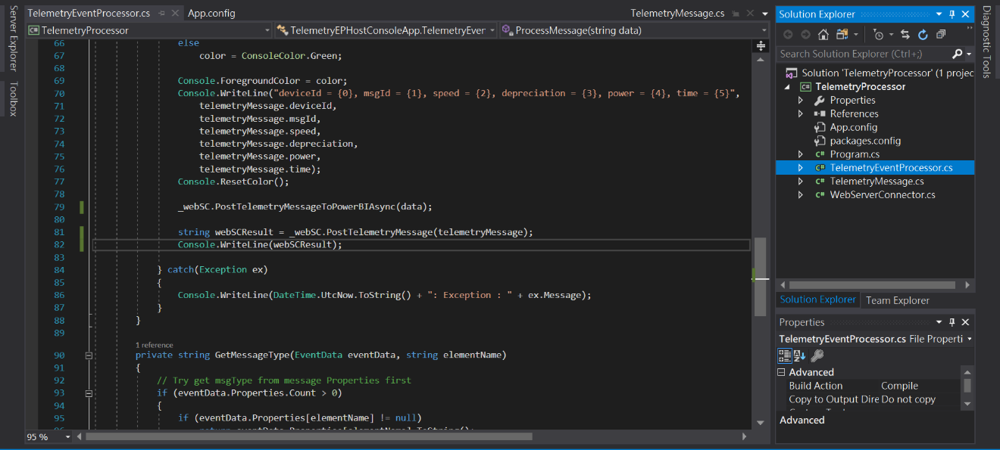 TelemetryEventProcessor.cs
App.config
TelemetryMessage.cs
TelemetryProcessor
TelemetryEPHostConsoleApp.TelemetryEver
ProcessMessage(string data)
Server Explorer
Toolbox
66 else
67 color = ConsoleColor.Green;
68
69 Console.ForegroundColor = color;
70 Console.WriteLine("deviceId = {0}, msgId = {1}, speed = {2}, depreciation = {3}, power = {4}, time = {5}",
71 telemetryMessage.deviceId,
72 telemetryMessage.msgId,
73 telemetryMessage.speed,
74 telemetryMessage.depreciation,
75 telemetryMessage.power,
76 telemetryMessage.time);
77 Console.ResetColor();
78
79 _webSC.PostTelemetryMessageToPowerBIAsync(data);
80
81 string webSCResult = _webSC.PostTelemetryMessage(telemetryMessage);
82 Console.WriteLine(webSCResult);
83
84 } catch(Exception ex)
85 {
86 Console.WriteLine(DateTime.UtcNow.ToString() + ": Exception : " + ex.Message);
87 }
88 }
89
1 reference
90 private string GetMessageType(EventData eventData, string elementName)
91 {
92 // Try get msgType from message Properties first
93 if (eventData.Properties.Count > 0)
94 {
95 if (eventData.Properties[elementName] != null)
95 %
Solution Explorer
Search Solution Explorer (Ctrl+;)
Solution 'TelemetryProcessor' (1 projec
TelemetryProcessor
Properties
References
App.config
packages.config
Program.cs
TelemetryEventProcessor.cs
TelemetryMessage.cs
WebServerConnector.cs
Solution Explorer
Team Explorer
Properties
TelemetryEventProcessor.cs File Properti
Advanced
Build Action Compile
Copy to Output Dire Do not copy
Advanced
Diagnostic Tools